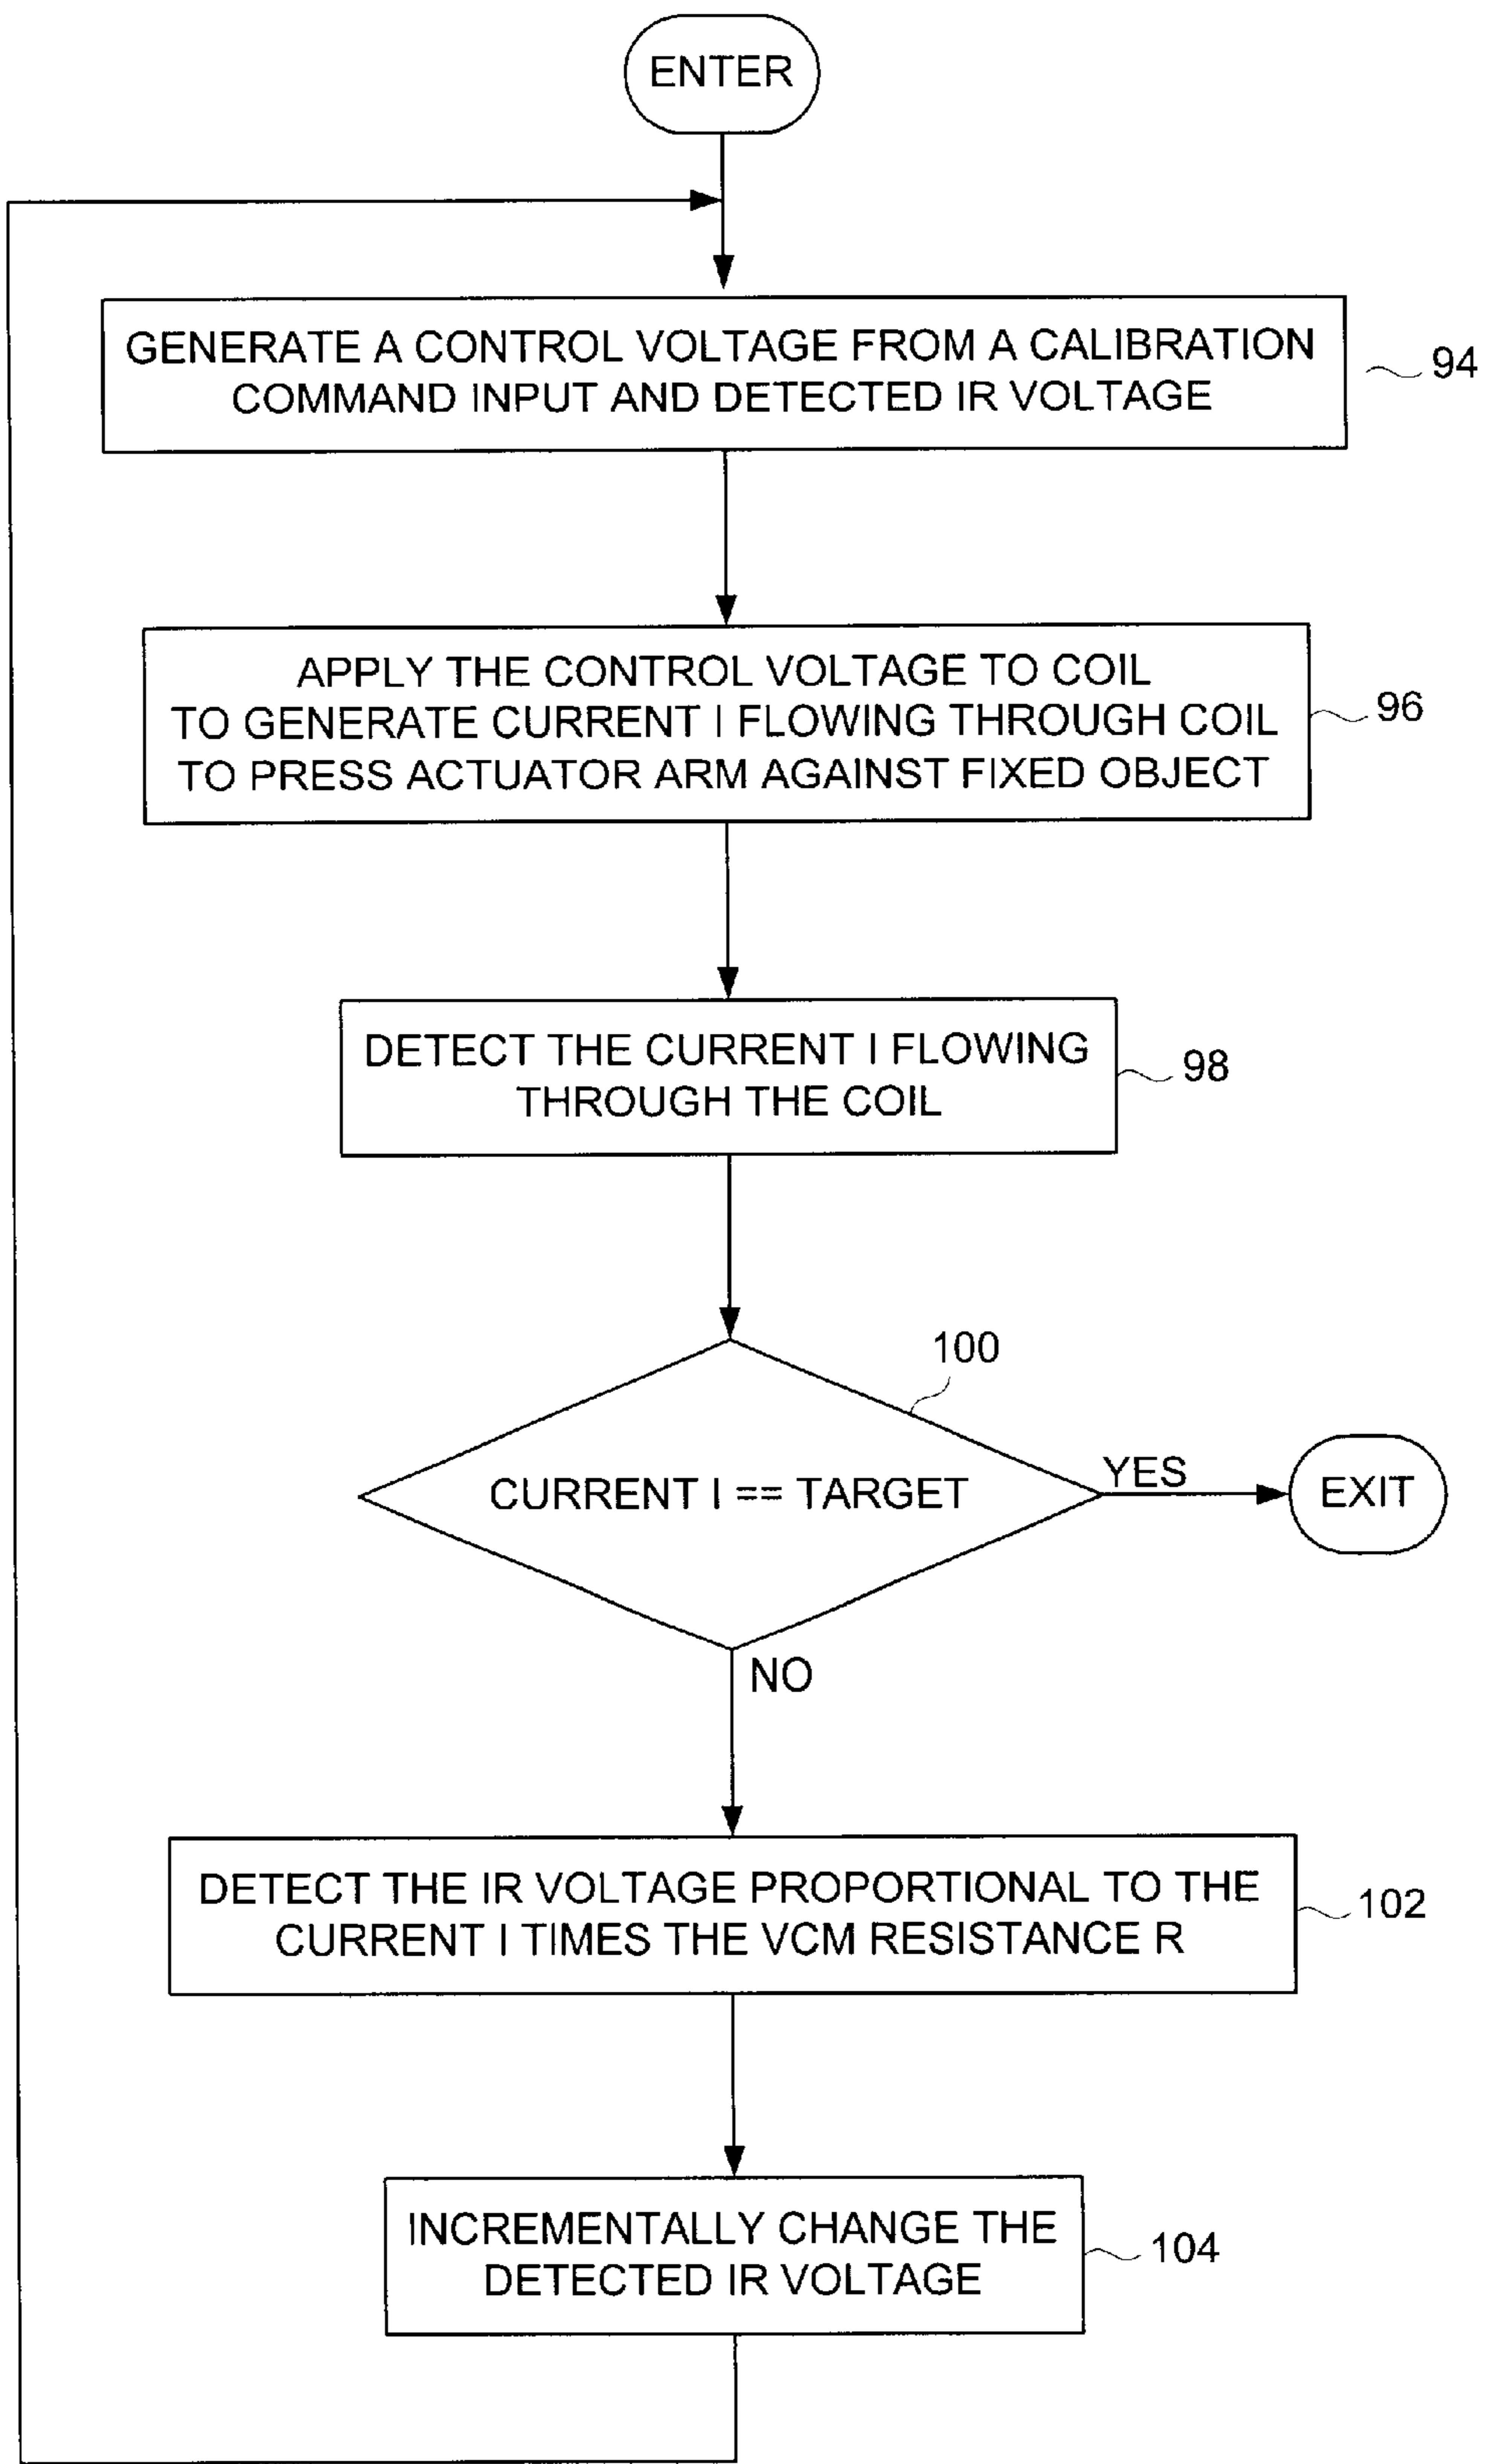 ENTER
GENERATE A CONTROL VOLTAGE FROM A CALIBRATION
COMMAND INPUT AND DETECTED IR VOLTAGE
94
APPLY THE CONTROL VOLTAGE TO COIL
TO GENERATE CURRENT I FLOWING THROUGH COIL
TO PRESS ACTUATOR ARM AGAINST FIXED OBJECT
96
DETECT THE CURRENT I FLOWING
THROUGH THE COIL
98
100
CURRENT I == TARGET
YES
EXIT
NO
DETECT THE IR VOLTAGE PROPORTIONAL TO THE
CURRENT I TIMES THE VCM RESISTANCE R
102
INCREMENTALLY CHANGE THE
DETECTED IR VOLTAGE
104